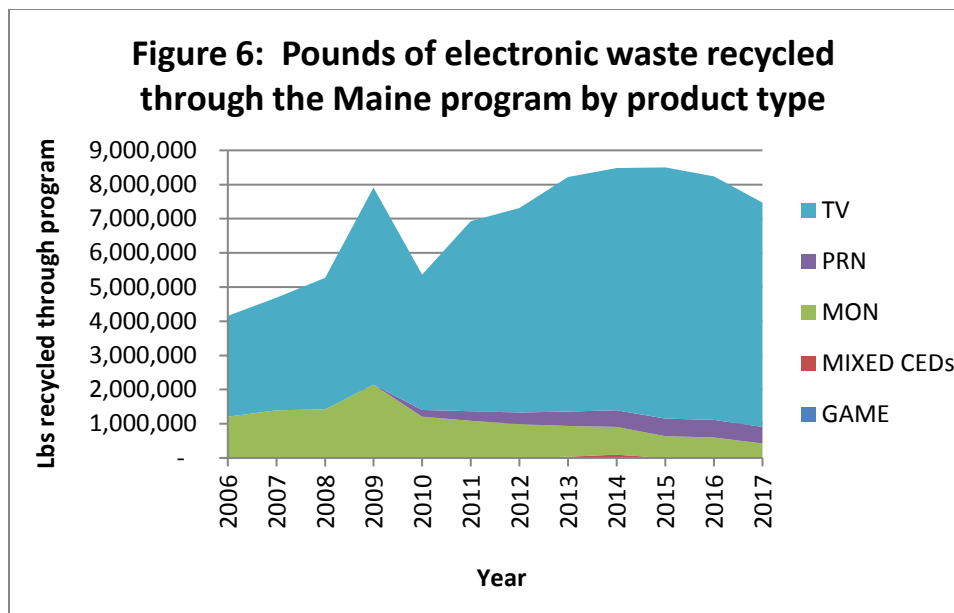 Figure 6: Pounds of electronic waste recycled
through the Maine program by product type
Lbs recycled through program
9,000,000
8,000,000
7,000,000
6,000,000
5,000,000
4,000,000
3,000,000
2,000,000
1,000,000
-
2006
2007
2008
2009
2010
2011
2012
2013
2014
2015
2016
2017
Year
TV
PRN
MON
MIXED CEDs
GAME